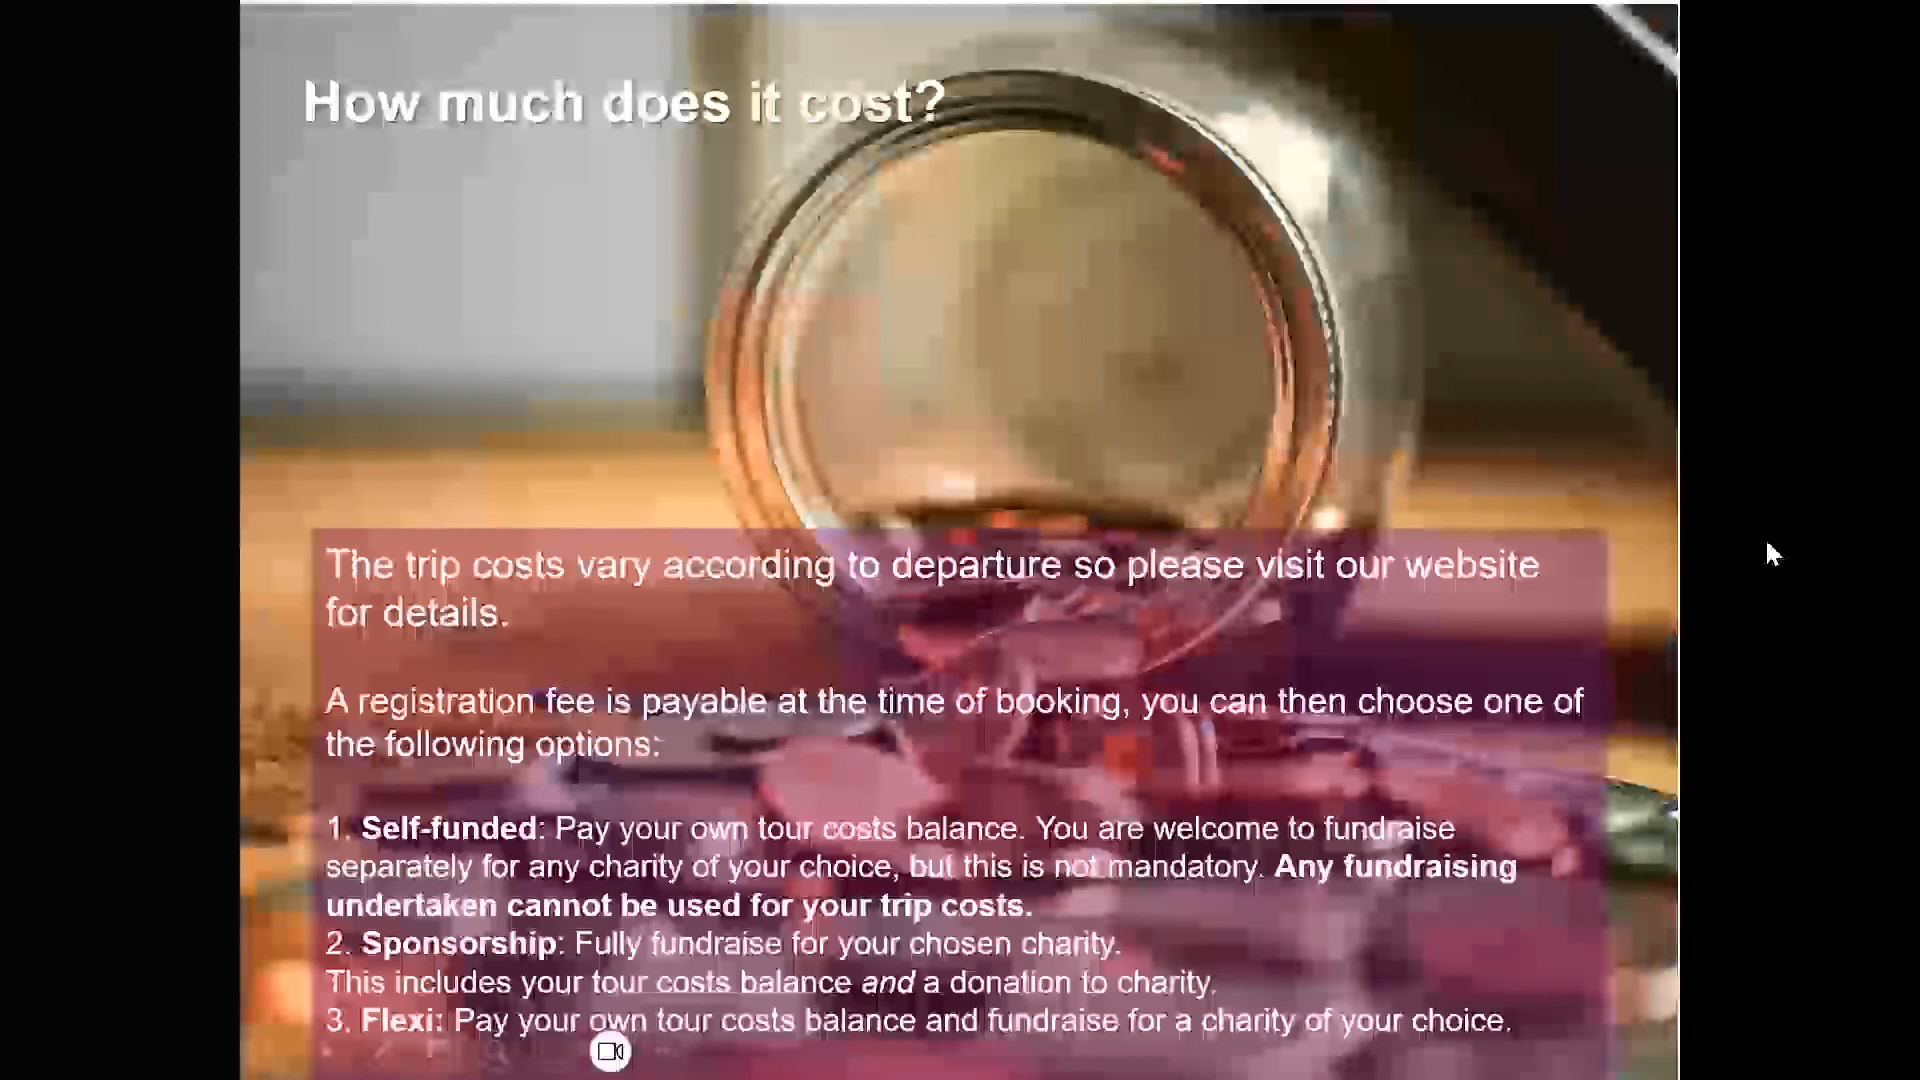 How much does it cost?
The trip costs vary according to departure so please visit our website
for details.
A registration fee is payable at the time of booking, you can then choose one of
the following options:
1. Self-funded: Pay your own tour costs balance. You are welcome to fundraise
separately for any charity of your choice, but this is not mandatory. Any fundraising
undertaken cannot be used for your trip costs.
2. Sponsorship: Fully fundraise for your chosen charity.
This includes your tour costs balance and a donation to charity.
3. Flexi: Pay your own tour costs balance and fundraise for a charity of your choice.